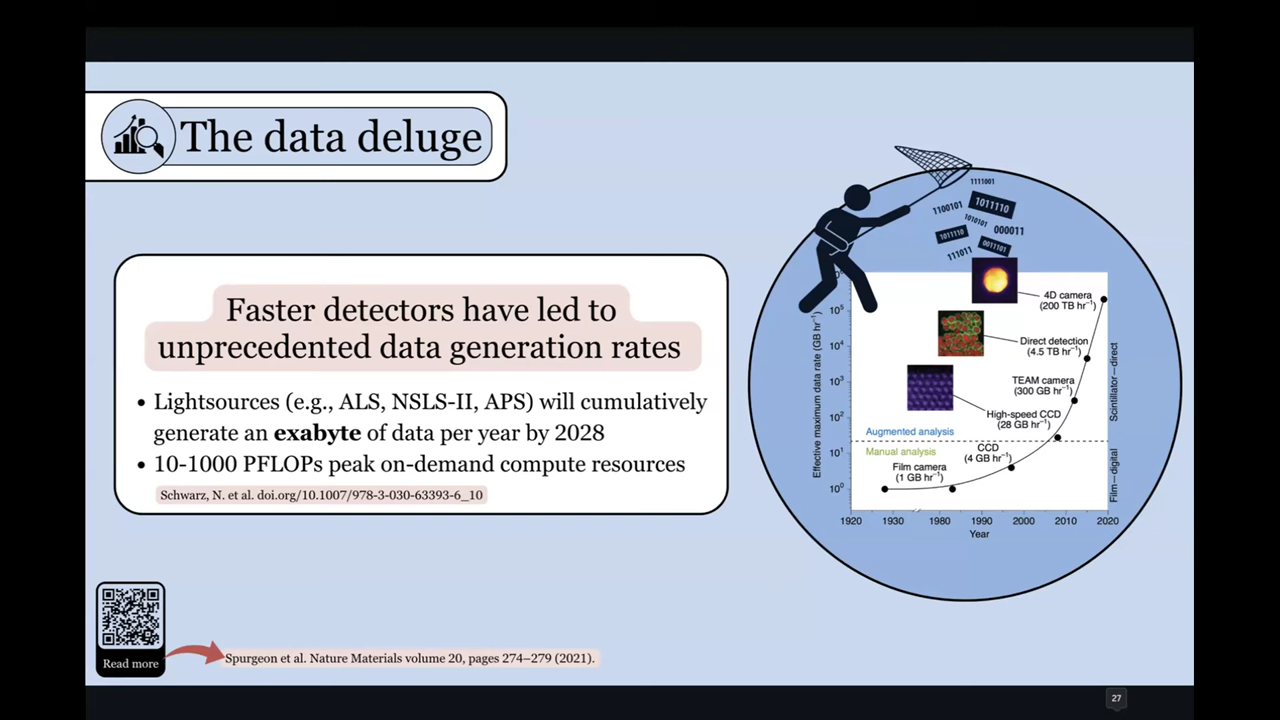 The data deluge
Faster detectors have led to
unprecedented data generation rates
• Lightsources (e.g., ALS, NSLS-II, APS) will cumulatively
generate an exabyte of data per year by 2028
• 10-1000 PFLOPs peak on-demand compute resources
Schwarz, N. et al. doi.org/10.1007/978-3-030-63393-6_10
Read more
Spurgeon et al. Nature Materials volume 20, pages 274–279 (2021).
1111001
1100101
1011110
1010101
000011
1011110
0011101
111011
Effective maximum data rate (GB hr⁻¹)
10⁵
10⁴
10³
10²
10¹
10⁰
4D camera
(200 TB hr⁻¹)
Direct detection
(4.5 TB hr⁻¹)
TEAM camera
(300 GB hr⁻¹)
High-speed CCD
(28 GB hr⁻¹)
Augmented analysis
Manual analysis
CCD
(4 GB hr⁻¹)
Film camera
(1 GB hr⁻¹)
Scintillator—direct
Film—digital
1920 1930 1980 1990 2000 2010 2020
Year
27